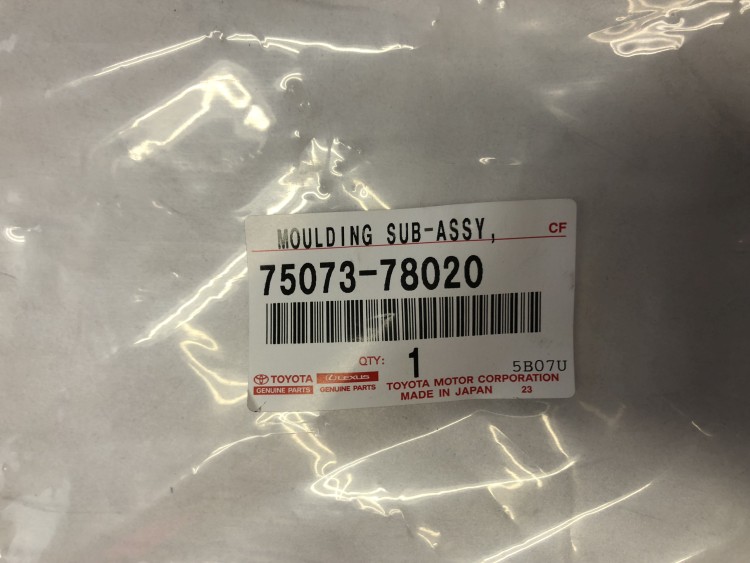 MOULDING SUB-ASSY,
CF
75073-78020
QTY: 1
5B07U
TOYOTA LEXUS TOYOTA MOTOR CORPORATION
GENUINE PARTS GENUINE PARTS MADE IN JAPAN 23